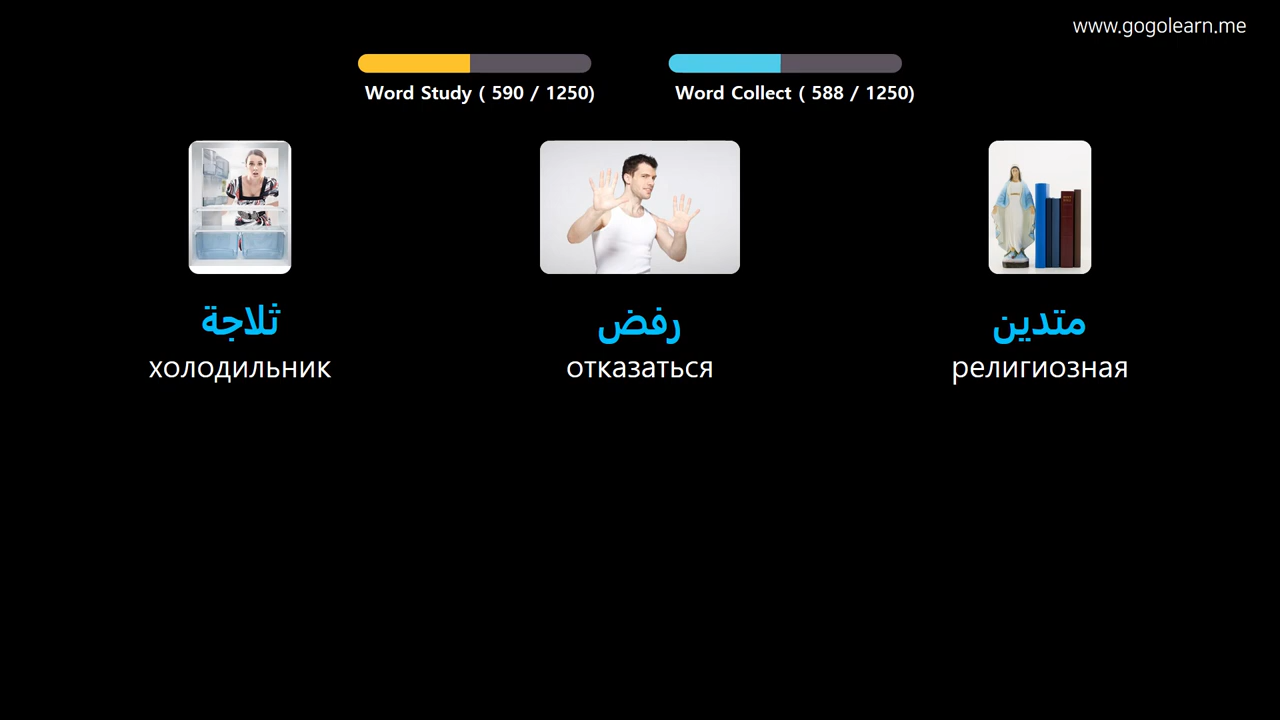 www.gogolearn.me
Word Study ( 590 / 1250)
Word Collect ( 588 / 1250)
ثلاجة
холодильник
رفض
отказаться
متدين
религиозная